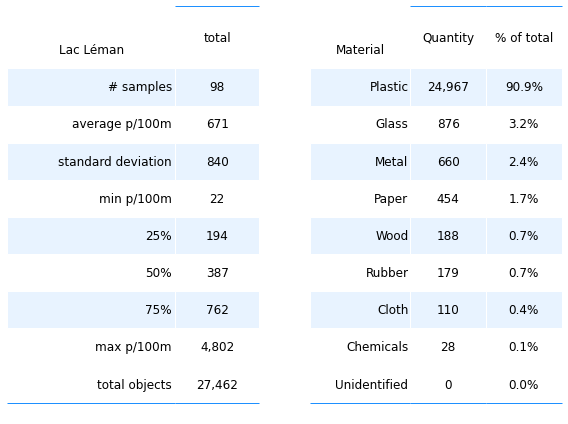 Lac Léman total
# samples 98
average p/100m 671
standard deviation 840
min p/100m 22
25% 194
50% 387
75% 762
max p/100m 4,802
total objects 27,462
Material Quantity % of total
Plastic 24,967 90.9%
Glass 876 3.2%
Metal 660 2.4%
Paper 454 1.7%
Wood 188 0.7%
Rubber 179 0.7%
Cloth 110 0.4%
Chemicals 28 0.1%
Unidentified 0 0.0%